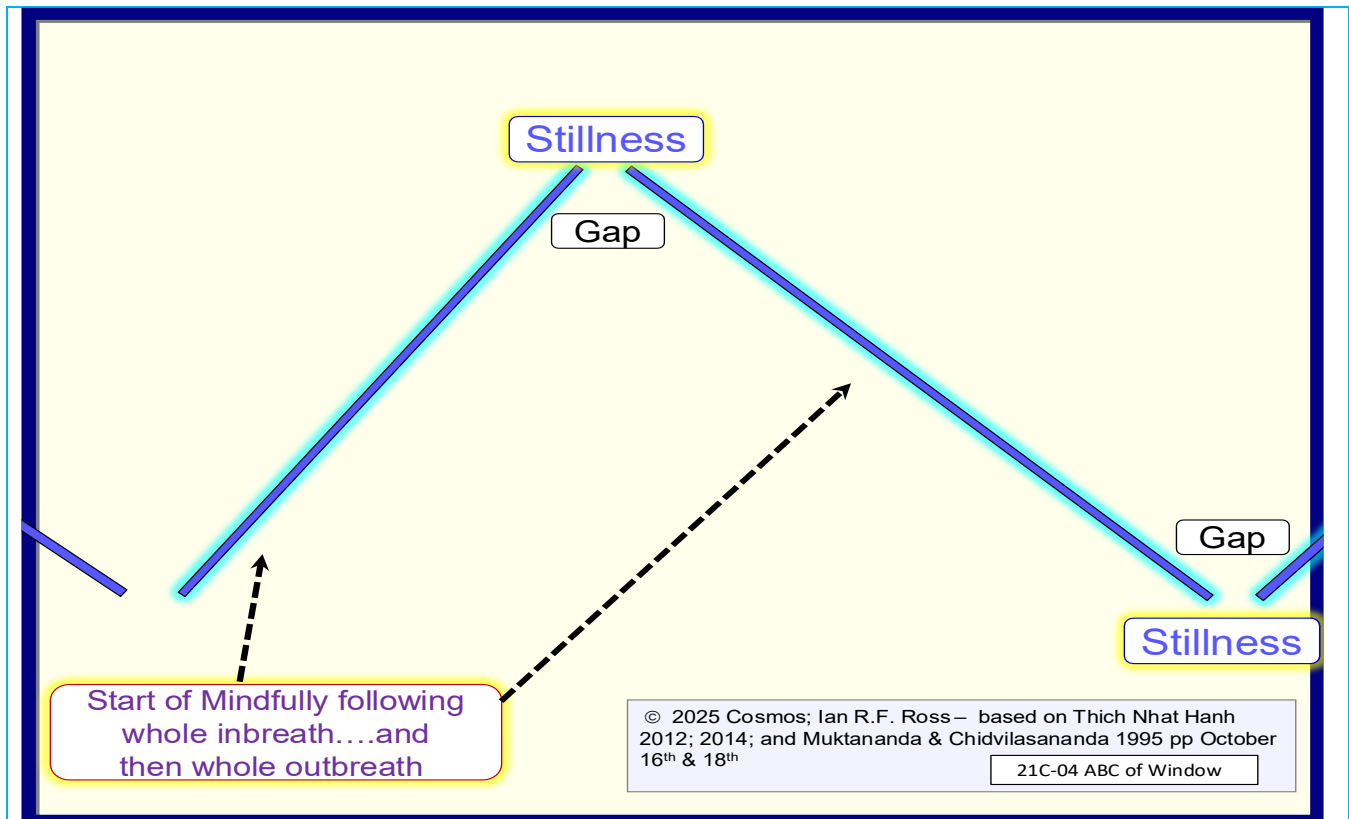 Stillness
Gap
Gap
Stillness
Start of Mindfully following
whole inbreath....and
then whole outbreath
© 2025 Cosmos; Ian R.F. Ross – based on Thich Nhat Hanh
2012; 2014; and Muktananda & Chidvilasananda 1995 pp October
16th & 18th
21C-04 ABC of Window